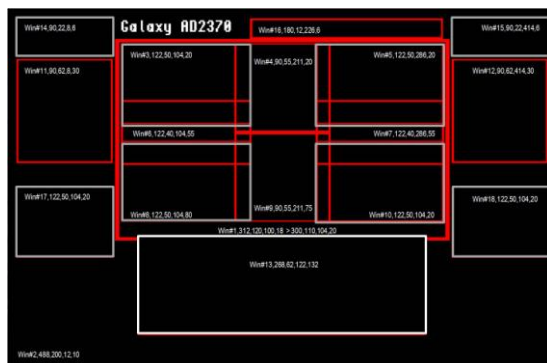 Galaxy AD2370
Win#14,90,22,8,6
Win#16,180,12,226,6
Win#15,90,22,414,6
Win#3,122,50,104,20
Win#4,90,55,211,20
Win#5,122,50,286,20
Win#11,90,62,8,30
Win#12,90,62,414,30
Win#6,122,40,104,55
Win#7,122,40,286,55
Win#17,122,50,104,20
Win#18,122,50,104,20
Win#8,122,50,104,80
Win#9,90,55,211,75
Win#10,122,50,104,20
Win#1,312,120,100,18 >300,110,104,20
Win#13,268,62,122,132
Win#2,488,200,12,10